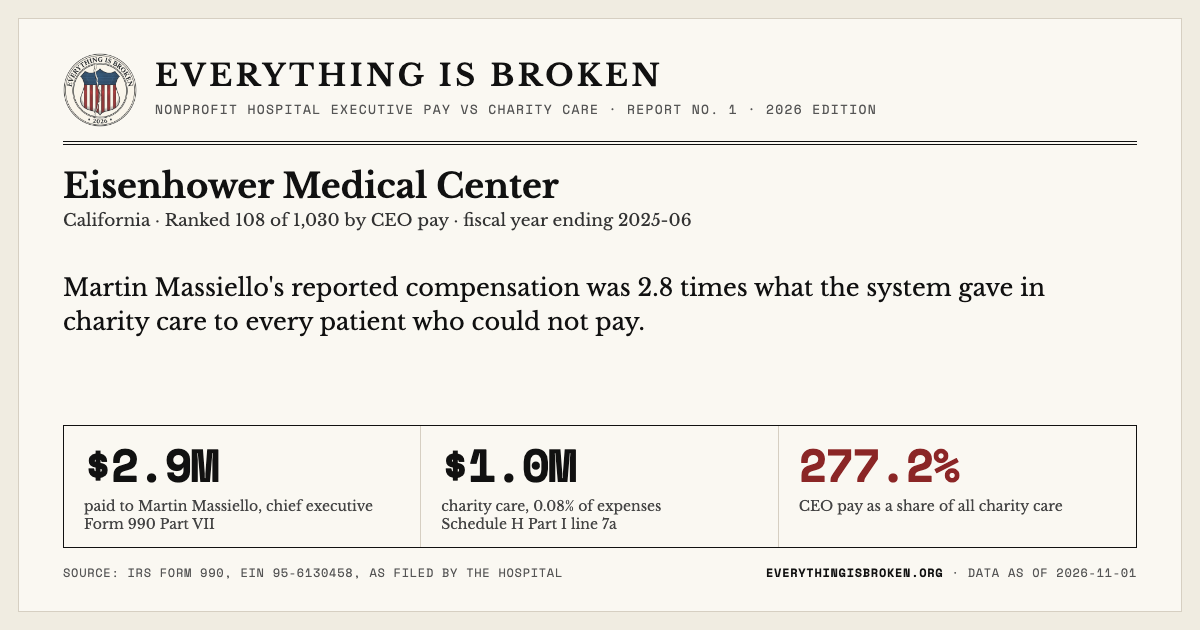 EVERYTHING IS BROKEN
· 2026 ·
EVERYTHING IS BROKEN
NONPROFIT HOSPITAL EXECUTIVE PAY VS CHARITY CARE · REPORT NO. 1 · 2026 EDITION
Eisenhower Medical Center
California · Ranked 108 of 1,030 by CEO pay · fiscal year ending 2025-06
Martin Massiello's reported compensation was 2.8 times what the system gave in
charity care to every patient who could not pay.
$2.9M
paid to Martin Massiello, chief executive
Form 990 Part VII
$1.0M
charity care, 0.08% of expenses
Schedule H Part I line 7a
277.2%
CEO pay as a share of all charity care
SOURCE: IRS FORM 990, EIN 95-6130458, AS FILED BY THE HOSPITAL
EVERYTHINGISBROKEN.ORG · DATA AS OF 2026-11-01